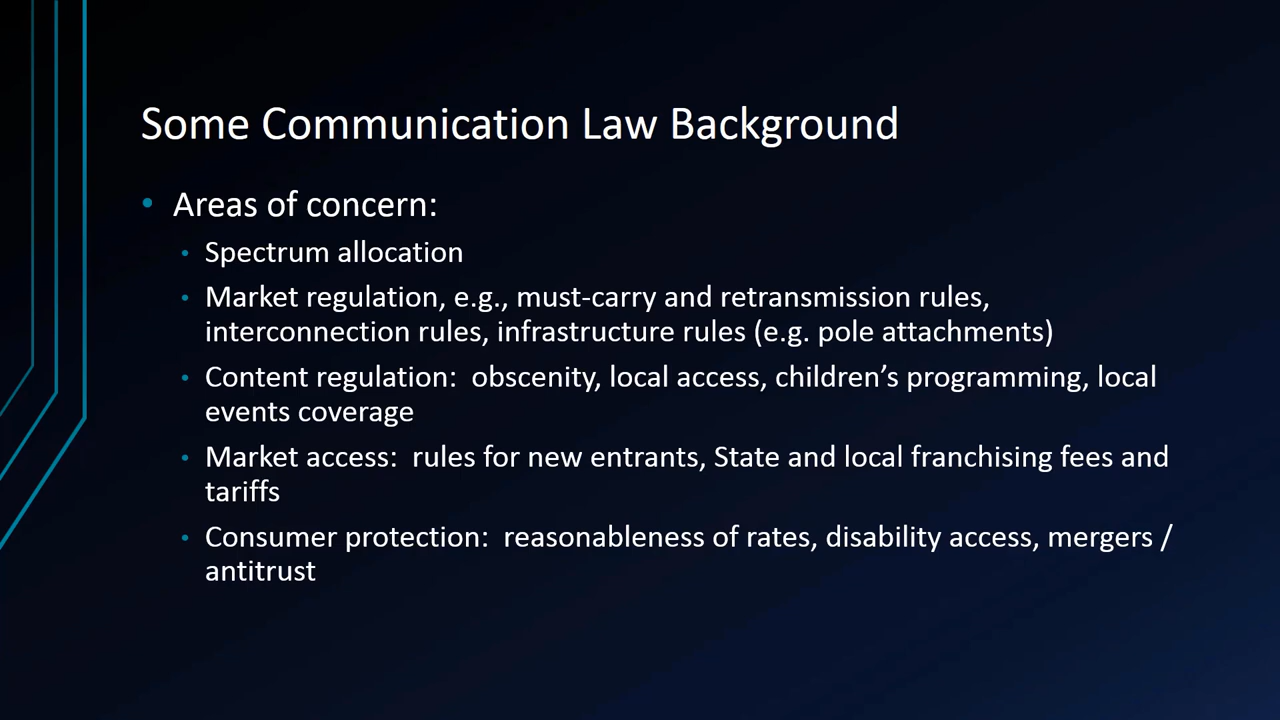 Some Communication Law Background
• Areas of concern:
• Spectrum allocation
• Market regulation, e.g., must-carry and retransmission rules,
interconnection rules, infrastructure rules (e.g. pole attachments)
• Content regulation:  obscenity, local access, children’s programming, local
events coverage
• Market access:  rules for new entrants, State and local franchising fees and
tariffs
• Consumer protection:  reasonableness of rates, disability access, mergers /
antitrust